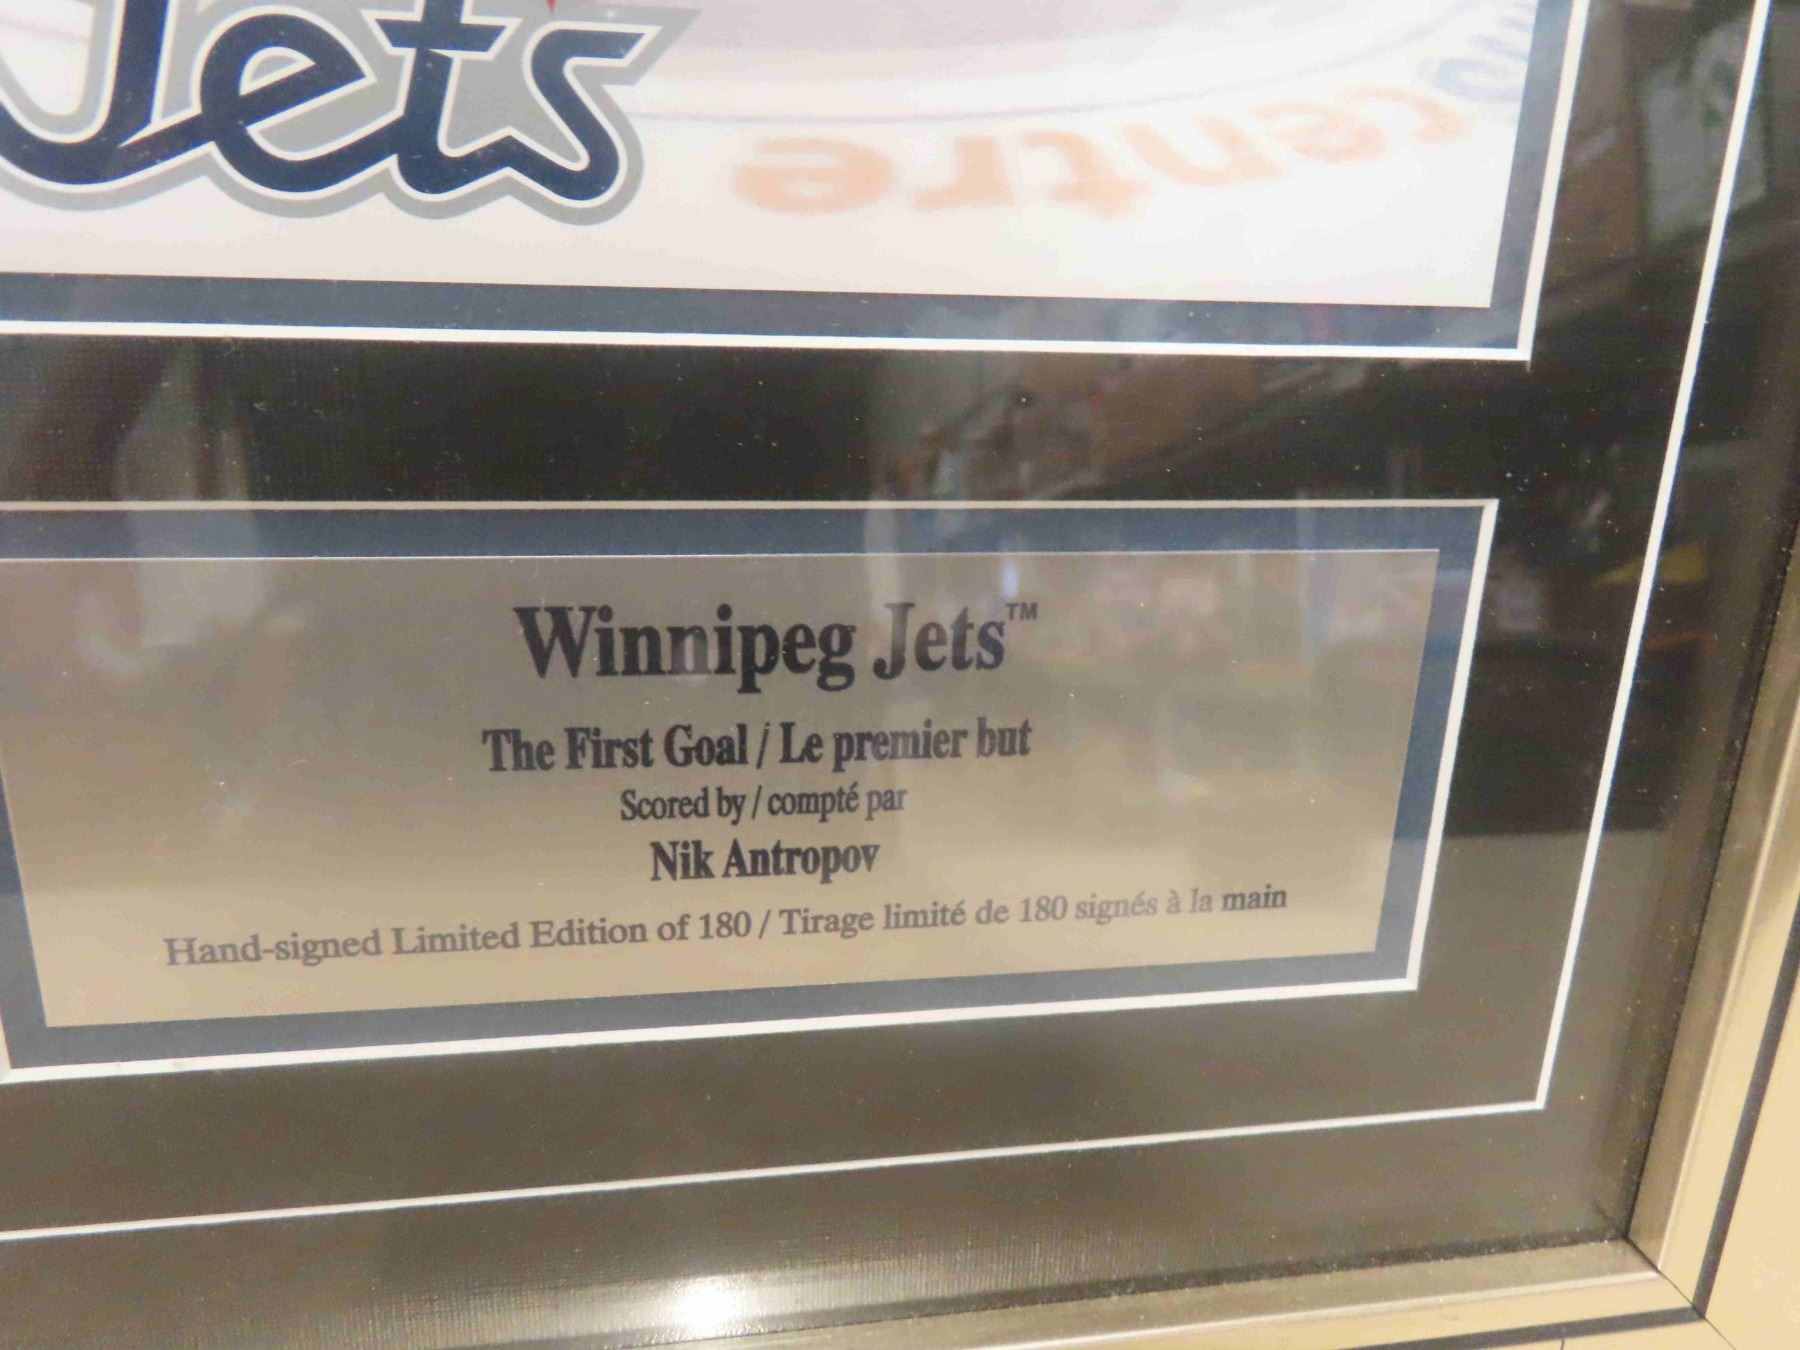 Jets
centre
Winnipeg Jets™
The First Goal / Le premier but
Scored by / compté par
Nik Antropov
Hand-signed Limited Edition of 180 / Tirage limité de 180 signés à la main